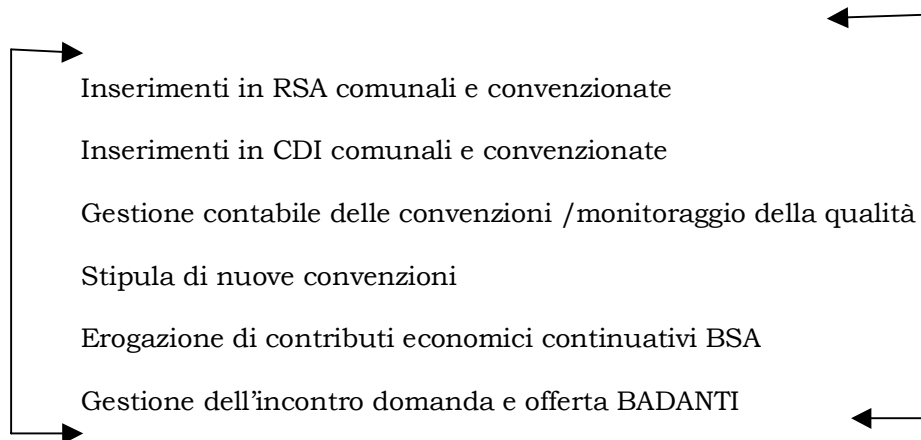 Inserimenti in RSA comunali e convenzionate
Inserimenti in CDI comunali e convenzionate
Gestione contabile delle convenzioni /monitoraggio della qualità
Stipula di nuove convenzioni
Erogazione di contributi economici continuativi BSA
Gestione dell’incontro domanda e offerta BADANTI